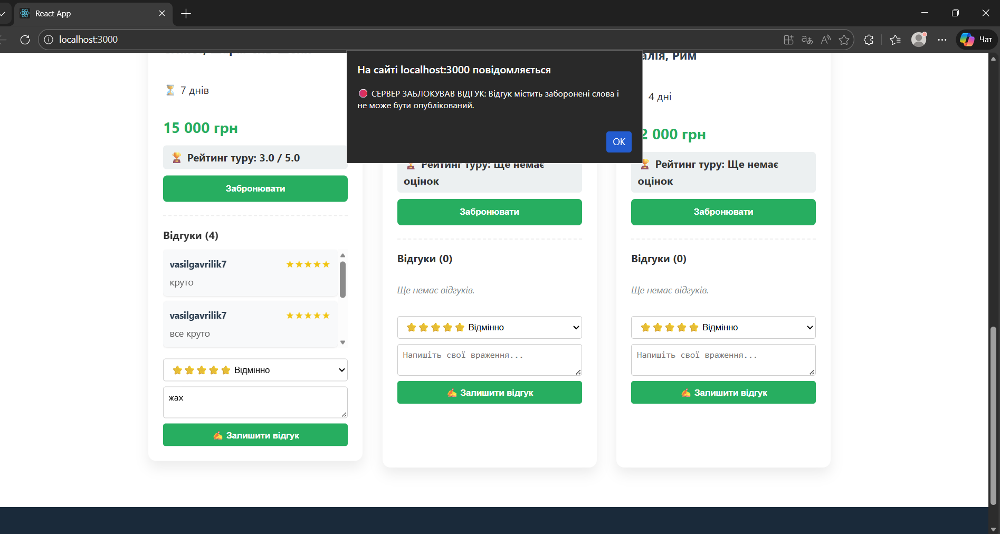 React App
localhost:3000
Чат
На сайті localhost:3000 повідомляється
🛑 СЕРВЕР ЗАБЛОКУВАВ ВІДГУК: Відгук містить заборонені слова і
не може бути опублікований.
OK
⏳ 7 днів
15 000 грн
🏆 Рейтинг туру: 3.0 / 5.0
Забронювати
Відгуки (4)
vasilgavrilik7 ★★★★★
круто
vasilgavrilik7 ★★★★★
все круто
⭐⭐⭐⭐⭐ Відмінно
жах
✍️ Залишити відгук
🏆 Рейтинг туру: Ще немає
оцінок
Забронювати
Відгуки (0)
Ще немає відгуків.
⭐⭐⭐⭐⭐ Відмінно
Напишіть свої враження...
✍️ Залишити відгук
Рим
4 дні
2 000 грн
🏆 Рейтинг туру: Ще немає
оцінок
Забронювати
Відгуки (0)
Ще немає відгуків.
⭐⭐⭐⭐⭐ Відмінно
Напишіть свої враження...
✍️ Залишити відгук